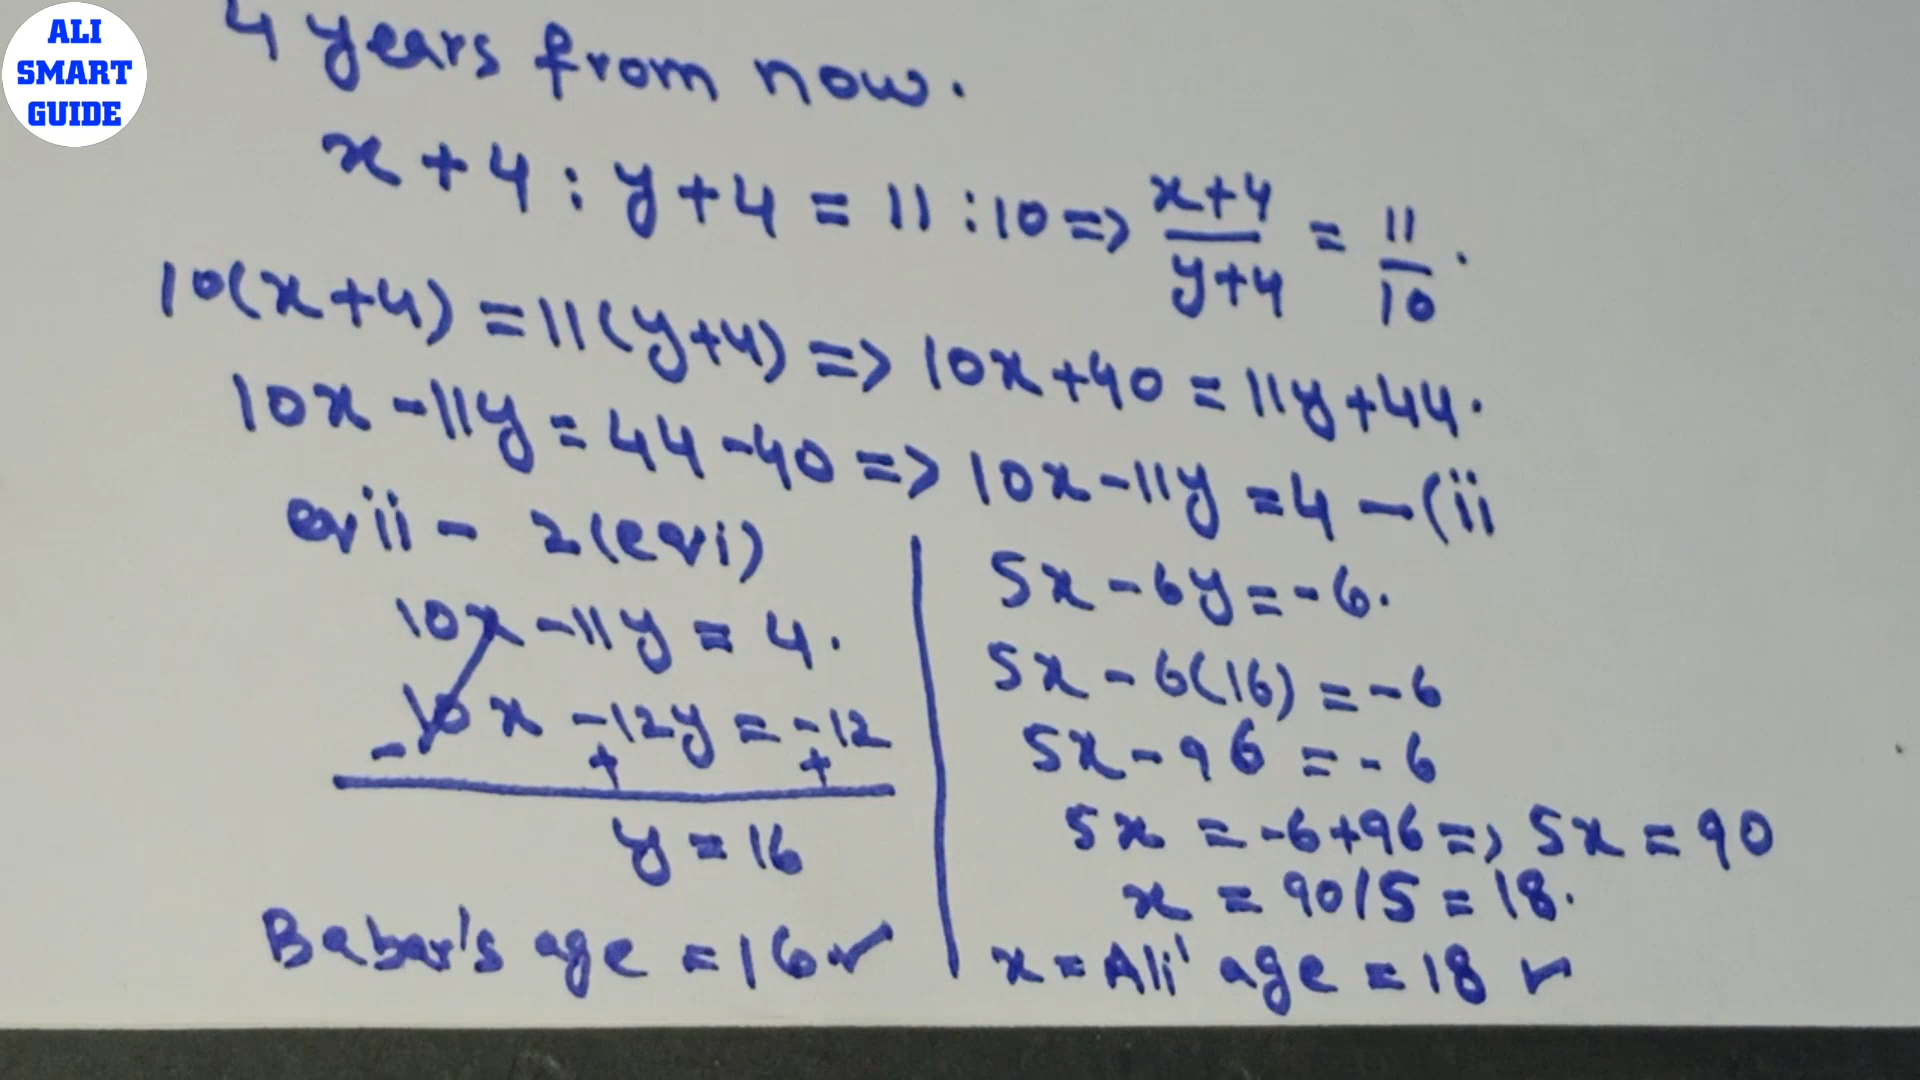 ALI
SMART
GUIDE
4 years from now.
x+4 : y+4 = 11 : 10 => x+4/y+4 = 11/10 .
10(x+4) = 11(y+4) => 10x+40 = 11y+44.
10x - 11y = 44 - 40 => 10x - 11y = 4 - (ii
eqii - 2(eqi)
10x - 11y = 4.
10x - 12y = -12
- + +
y = 16
Babar's age = 16 ✓
5x - 6y = -6.
5x - 6(16) = -6
5x - 96 = -6
5x = -6+96 => 5x = 90
x = 90/5 = 18.
x = Ali' age = 18 ✓